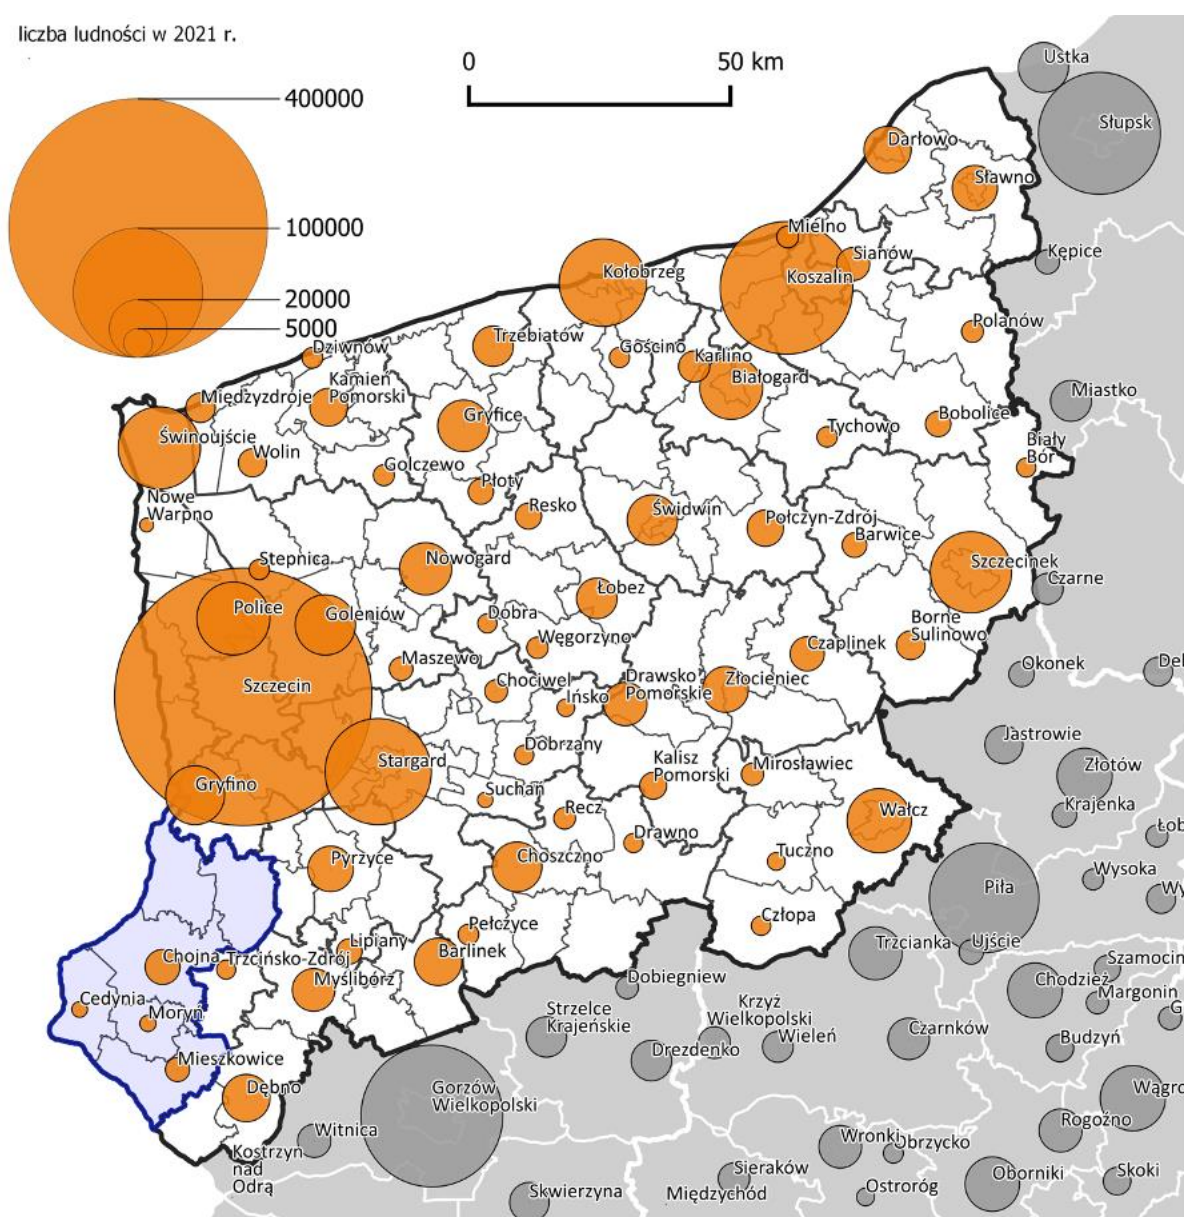 liczba ludności w 2021 r.
0
50 km
400000
100000
20000
5000
Ustka
Słupsk
Darłowo
Sławno
Mielno
Sianów
Kępice
Kołobrzeg
Koszalin
Polanów
Trzebiatów
Gościno
Dziwnów
Karlino
Białogard
Kamień
Pomorski
Międzyzdroje
Miastko
Gryfice
Bobolice
Tychowo
Świnoujście
Biały
Bór
Wolin
Golczewo
Płoty
Nowe
Warpno
Resko
Świdwin
Połczyn-Zdrój
Barwice
Stepnica
Nowogard
Szczecinek
Czarne
Łobez
Police
Goleniów
Dobra
Węgorzyno
Czaplinek
Borne
Sulinowo
Maszewo
Szczecin
Chociwel
Ińsko
Drawsko
Pomorskie
Złocieniec
Okonek
Jastrowie
Dobrzany
Stargard
Kalisz
Pomorski
Mirosławiec
Złotów
Gryfino
Suchań
Recz
Wałcz
Krajenka
Drawno
Pyrzyce
Choszczno
Tuczno
Wysoka
Piła
Człopa
Pełczyce
Lipiany
Barlinek
Trzcianka
Ujście
Chojna
Trzcińsko-Zdrój
Myślibórz
Dobiegniew
Chodzież
Szamocin
Margonin
Cedynia
Moryń
Strzelce
Krajeńskie
Krzyż
Wielkopolski
Drezdenko
Wieleń
Czarnków
Budzyń
Mieszkowice
Dębno
Gorzów
Wielkopolski
Witnica
Kostrzyn
nad
Odrą
Wronki
Obrzycko
Rogoźno
Sieraków
Międzychód
Skwierzyna
Ostroróg
Oborniki
Skoki